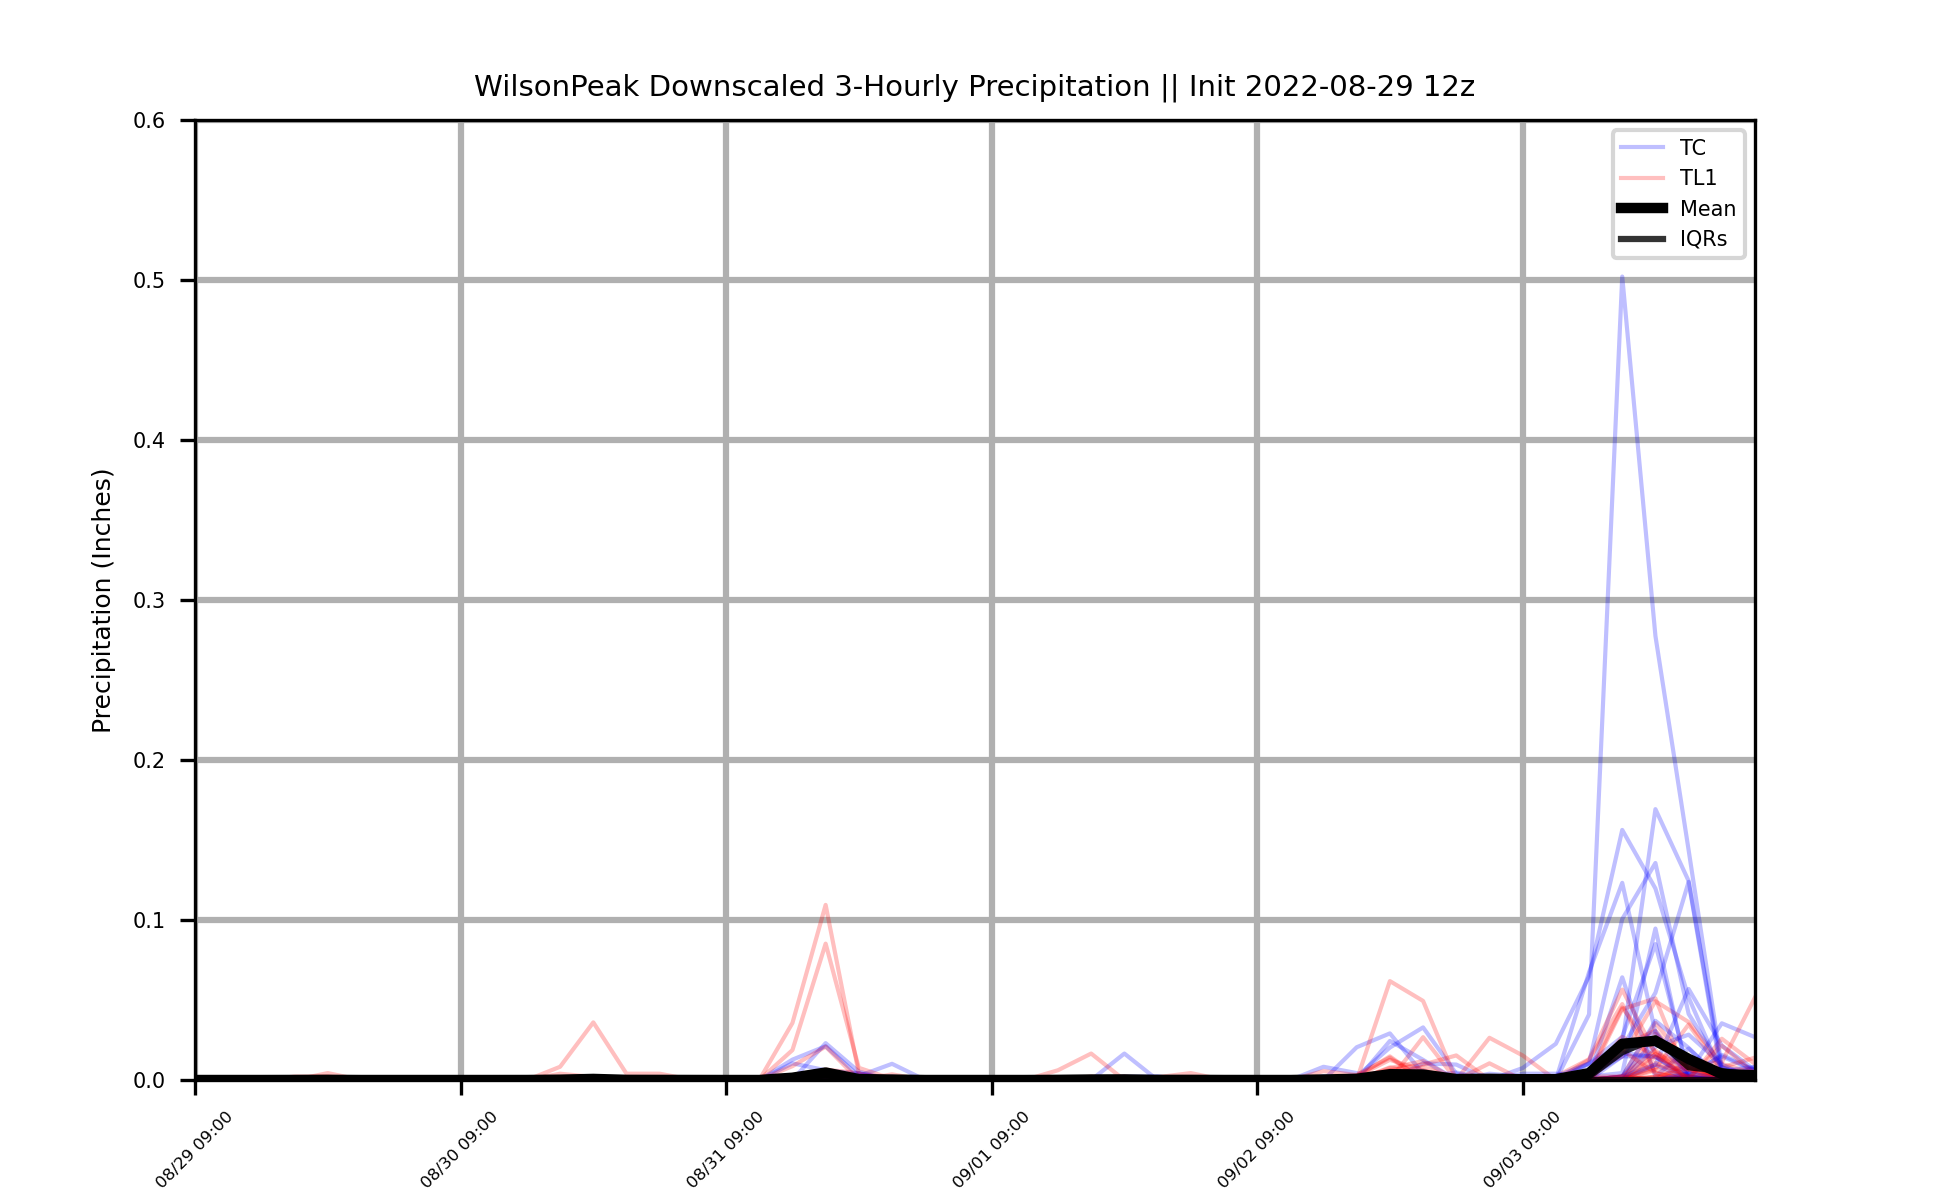 WilsonPeak Downscaled 3-Hourly Precipitation || Init 2022-08-29 12z
Precipitation (Inches)
0.6
0.5
0.4
0.3
0.2
0.1
0.0
TC
TL1
Mean
IQRs
08/29 09:00
08/30 09:00
08/31 09:00
09/01 09:00
09/02 09:00
09/03 09:00